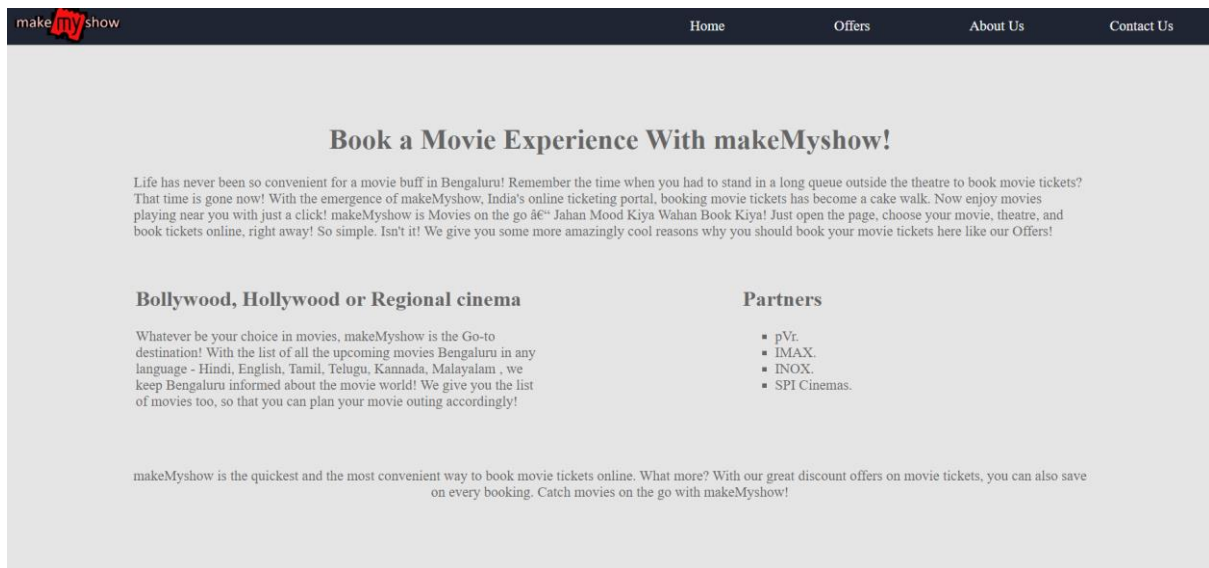 make my show
Home Offers About Us Contact Us
Book a Movie Experience With makeMyshow!
Life has never been so convenient for a movie buff in Bengaluru! Remember the time when you had to stand in a long queue outside the theatre to book movie tickets?
That time is gone now! With the emergence of makeMyshow, India's online ticketing portal, booking movie tickets has become a cake walk. Now enjoy movies
playing near you with just a click! makeMyshow is Movies on the go â€“ Jahan Mood Kiya Wahan Book Kiya! Just open the page, choose your movie, theatre, and
book tickets online, right away! So simple. Isn't it! We give you some more amazingly cool reasons why you should book your movie tickets here like our Offers!
Bollywood, Hollywood or Regional cinema
Whatever be your choice in movies, makeMyshow is the Go-to
destination! With the list of all the upcoming movies Bengaluru in any
language - Hindi, English, Tamil, Telugu, Kannada, Malayalam , we
keep Bengaluru informed about the movie world! We give you the list
of movies too, so that you can plan your movie outing accordingly!
Partners
▪ pVr.
▪ IMAX.
▪ INOX.
▪ SPI Cinemas.
makeMyshow is the quickest and the most convenient way to book movie tickets online. What more? With our great discount offers on movie tickets, you can also save
on every booking. Catch movies on the go with makeMyshow!